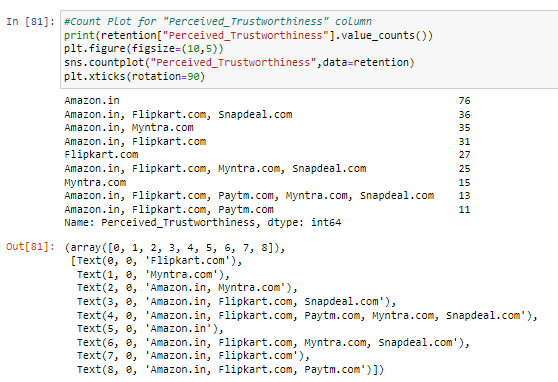 In [81]: #Count Plot for "Perceived_Trustworthiness" column
print(retention["Perceived_Trustworthiness"].value_counts())
plt.figure(figsize=(10,5))
sns.countplot("Perceived_Trustworthiness",data=retention)
plt.xticks(rotation=90)
Amazon.in 76
Amazon.in, Flipkart.com, Snapdeal.com 36
Amazon.in, Myntra.com 35
Amazon.in, Flipkart.com 31
Flipkart.com 27
Amazon.in, Flipkart.com, Myntra.com, Snapdeal.com 25
Myntra.com 15
Amazon.in, Flipkart.com, Paytm.com, Myntra.com, Snapdeal.com 13
Amazon.in, Flipkart.com, Paytm.com 11
Name: Perceived_Trustworthiness, dtype: int64
Out[81]: (array([0, 1, 2, 3, 4, 5, 6, 7, 8]),
[Text(0, 0, 'Flipkart.com'),
Text(1, 0, 'Myntra.com'),
Text(2, 0, 'Amazon.in, Myntra.com'),
Text(3, 0, 'Amazon.in, Flipkart.com, Snapdeal.com'),
Text(4, 0, 'Amazon.in, Flipkart.com, Paytm.com, Myntra.com, Snapdeal.com'),
Text(5, 0, 'Amazon.in'),
Text(6, 0, 'Amazon.in, Flipkart.com, Myntra.com, Snapdeal.com'),
Text(7, 0, 'Amazon.in, Flipkart.com'),
Text(8, 0, 'Amazon.in, Flipkart.com, Paytm.com')])